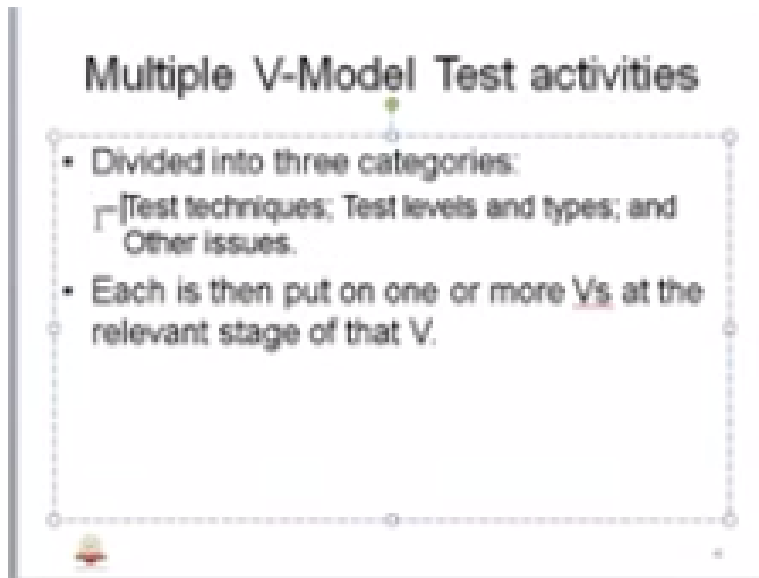 Multiple V-Model Test activities
• Divided into three categories:
Test techniques; Test levels and types; and
Other issues.
• Each is then put on one or more Vs at the
relevant stage of that V.